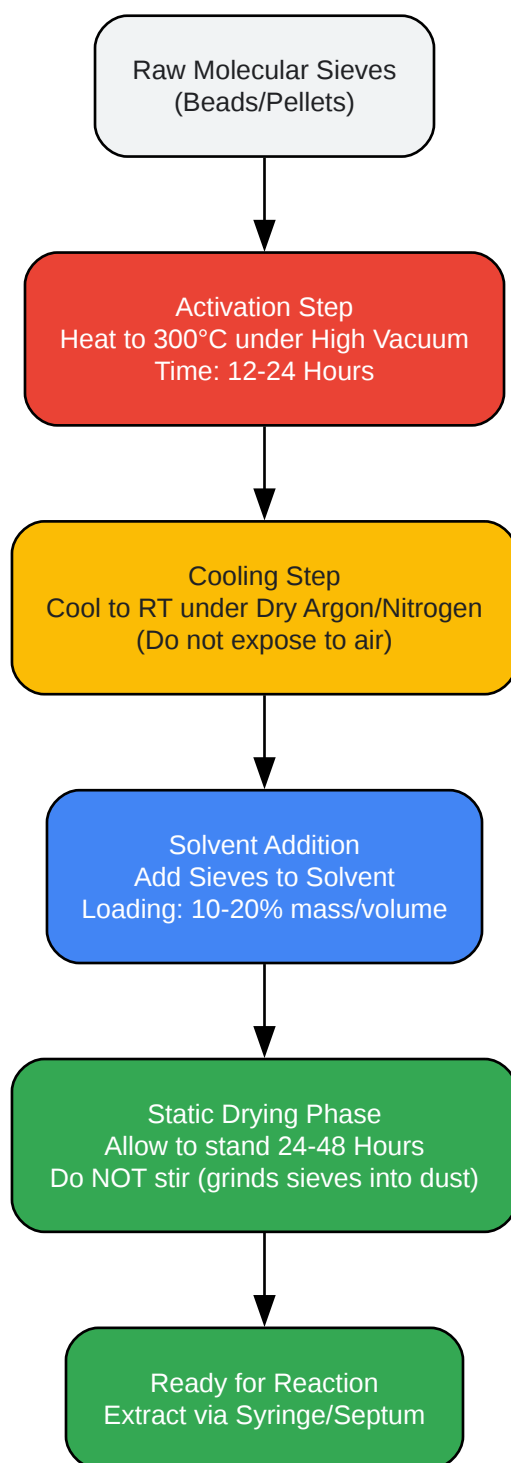 Raw Molecular Sieves
(Beads/Pellets)
Activation Step
Heat to 300°C under High Vacuum
Time: 12-24 Hours
Cooling Step
Cool to RT under Dry Argon/Nitrogen
(Do not expose to air)
Solvent Addition
Add Sieves to Solvent
Loading: 10-20% mass/volume
Static Drying Phase
Allow to stand 24-48 Hours
Do NOT stir (grinds sieves into dust)
Ready for Reaction
Extract via Syringe/Septum